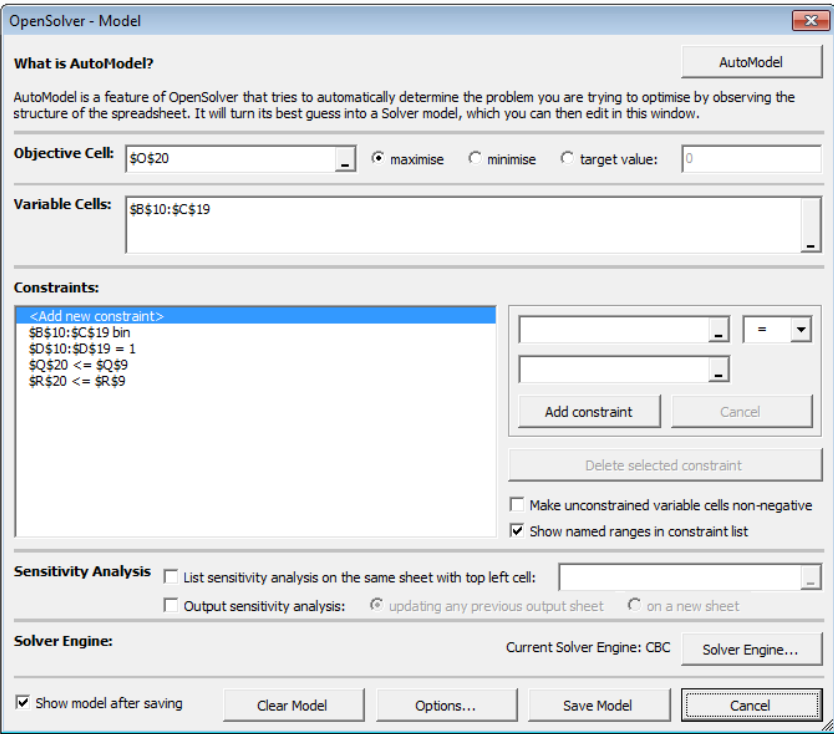 OpenSolver - Model
What is AutoModel?
AutoModel
AutoModel is a feature of OpenSolver that tries to automatically determine the problem you are trying to optimise by observing the
structure of the spreadsheet. It will turn its best guess into a Solver model, which you can then edit in this window.
Objective Cell: $O$20 _ maximise minimise target value: 0
Variable Cells: $B$10:$C$19 _
Constraints:
<Add new constraint>
$B$10:$C$19 bin
$D$10:$D$19 = 1
$Q$20 <= $Q$9
$R$20 <= $R$9
_ =
_
Add constraint Cancel
Delete selected constraint
Make unconstrained variable cells non-negative
Show named ranges in constraint list
Sensitivity Analysis List sensitivity analysis on the same sheet with top left cell: _
Output sensitivity analysis: updating any previous output sheet on a new sheet
Solver Engine: Current Solver Engine: CBC Solver Engine...
Show model after saving Clear Model Options... Save Model Cancel